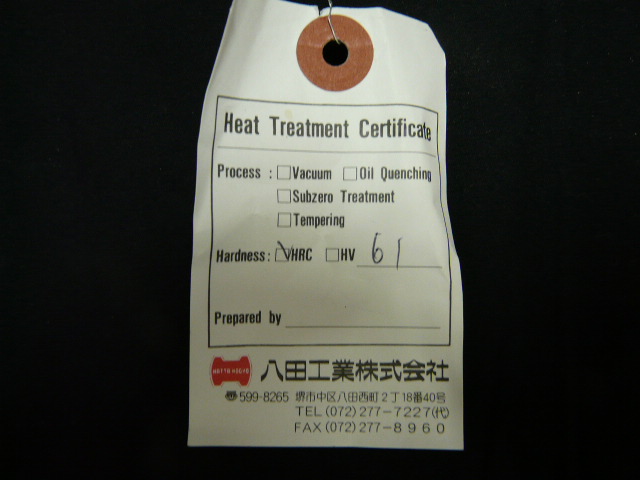 Heat Treatment Certificate
Process : □Vacuum □Oil Quenching
□Subzero Treatment
□Tempering
Hardness: ☑HRC □HV 61
Prepared by
HATTA KOGYO 八田工業株式会社
☎599-8265 堺市中区八田西町2丁18番40号
TEL (072) 277-7227(代)
FAX (072) 277-8960